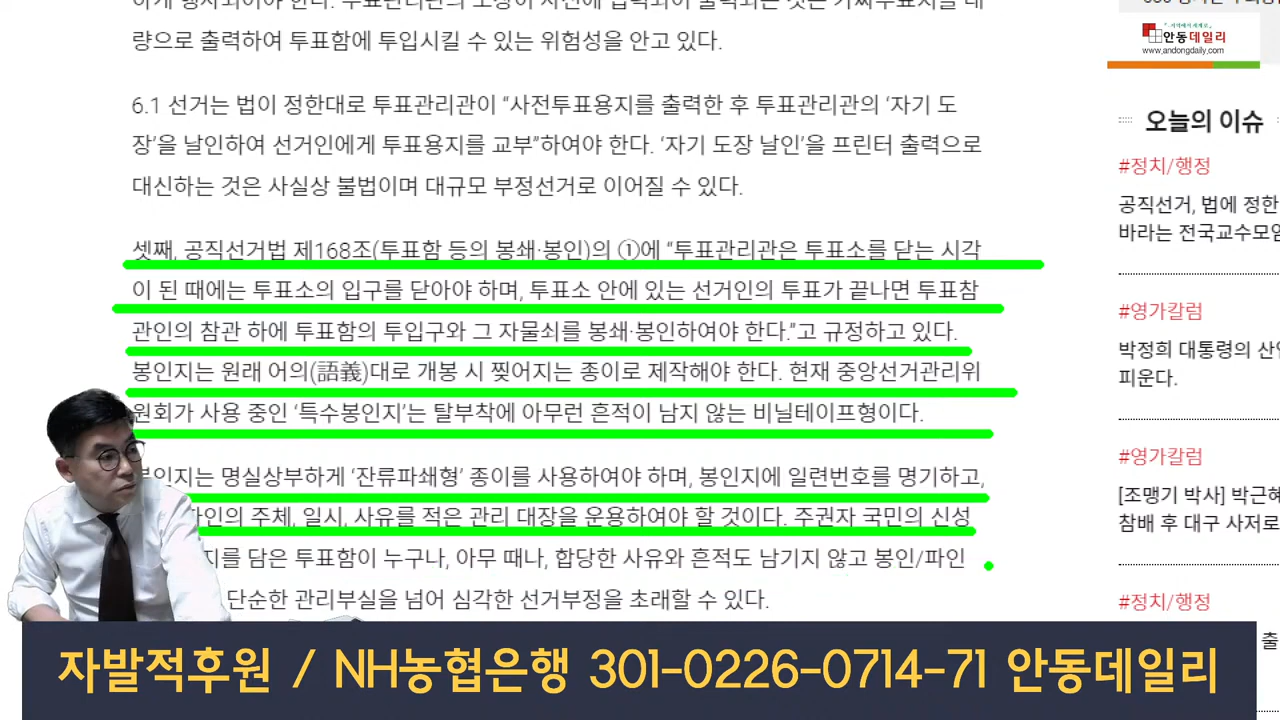 하게 행사되어야 한다. 투표관리관의 도장이 사전에 입력되어 출력되는 것은 가짜투표지를 대
량으로 출력하여 투표함에 투입시킬 수 있는 위험성을 안고 있다.
6.1 선거는 법이 정한대로 투표관리관이 “사전투표용지를 출력한 후 투표관리관의 ‘자기 도
장’을 날인하여 선거인에게 투표용지를 교부”하여야 한다. ‘자기 도장 날인’을 프린터 출력으로
대신하는 것은 사실상 불법이며 대규모 부정선거로 이어질 수 있다.
셋째, 공직선거법 제168조(투표함 등의 봉쇄·봉인)의 ①에 “투표관리관은 투표소를 닫는 시각
이 된 때에는 투표소의 입구를 닫아야 하며, 투표소 안에 있는 선거인의 투표가 끝나면 투표참
관인의 참관 하에 투표함의 투입구와 그 자물쇠를 봉쇄·봉인하여야 한다.”고 규정하고 있다.
봉인지는 원래 어의(語義)대로 개봉 시 찢어지는 종이로 제작해야 한다. 현재 중앙선거관리위
원회가 사용 중인 ‘특수봉인지’는 탈부착에 아무런 흔적이 남지 않는 비닐테이프형이다.
봉인지는 명실상부하게 ‘잔류파쇄형’ 종이를 사용하여야 하며, 봉인지에 일련번호를 명기하고,
인의 주체, 일시, 사유를 적은 관리 대장을 운용하여야 할 것이다. 주권자 국민의 신성
지를 담은 투표함이 누구나, 아무 때나, 합당한 사유와 흔적도 남기지 않고 봉인/파인
단순한 관리부실을 넘어 심각한 선거부정을 초래할 수 있다.
안동데일리
www.andongdaily.com
오늘의 이슈
#정치/행정
공직선거, 법에 정한
바라는 전국교수모임
#영가칼럼
박정희 대통령의 산
피운다.
#영가칼럼
[조맹기 박사] 박근혜
참배 후 대구 사저로
#정치/행정
출
자발적후원 / NH농협은행 301-0226-0714-71 안동데일리